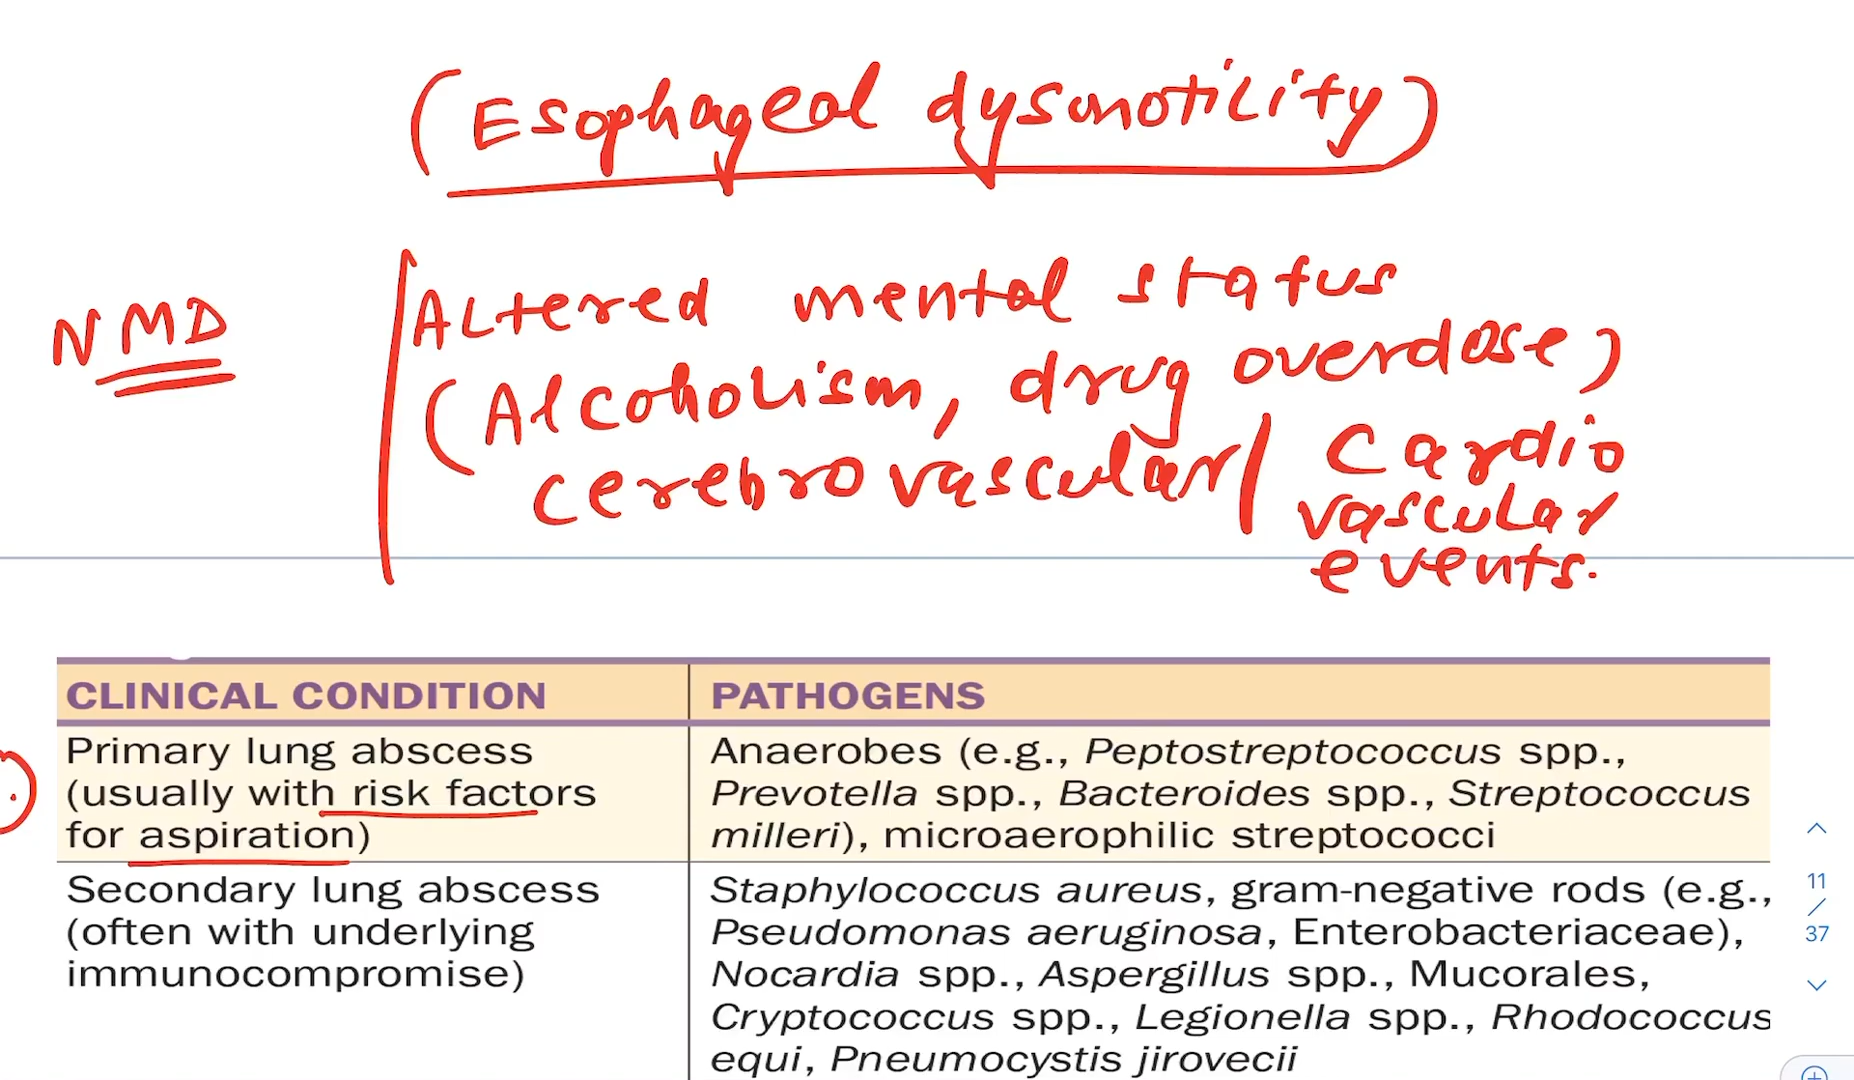 (Esophageal dysmotility)
NMD
Altered mental status
(Alcoholism, drug overdose)
cerebrovascular/ cardio
vascular
events.
CLINICAL CONDITION PATHOGENS
Primary lung abscess Anaerobes (e.g., Peptostreptococcus spp.,
(usually with risk factors Prevotella spp., Bacteroides spp., Streptococcus
for aspiration) milleri), microaerophilic streptococci
Secondary lung abscess Staphylococcus aureus, gram-negative rods (e.g.,
(often with underlying Pseudomonas aeruginosa, Enterobacteriaceae),
immunocompromise) Nocardia spp., Aspergillus spp., Mucorales,
Cryptococcus spp., Legionella spp., Rhodococcus
equi, Pneumocystis jirovecii
11
/
37